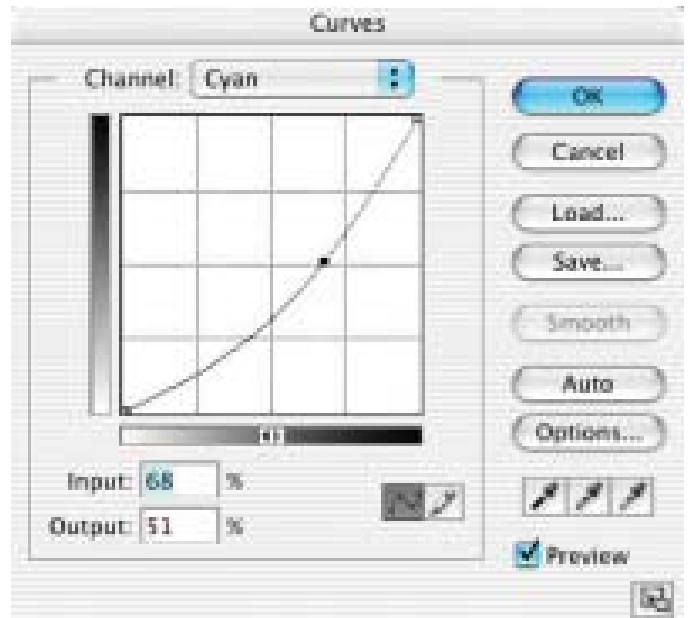 Curves
Channel: Cyan
OK
Cancel
Load...
Save...
Smooth
Auto
Options...
Input: 68 %
Output: 51 %
Preview